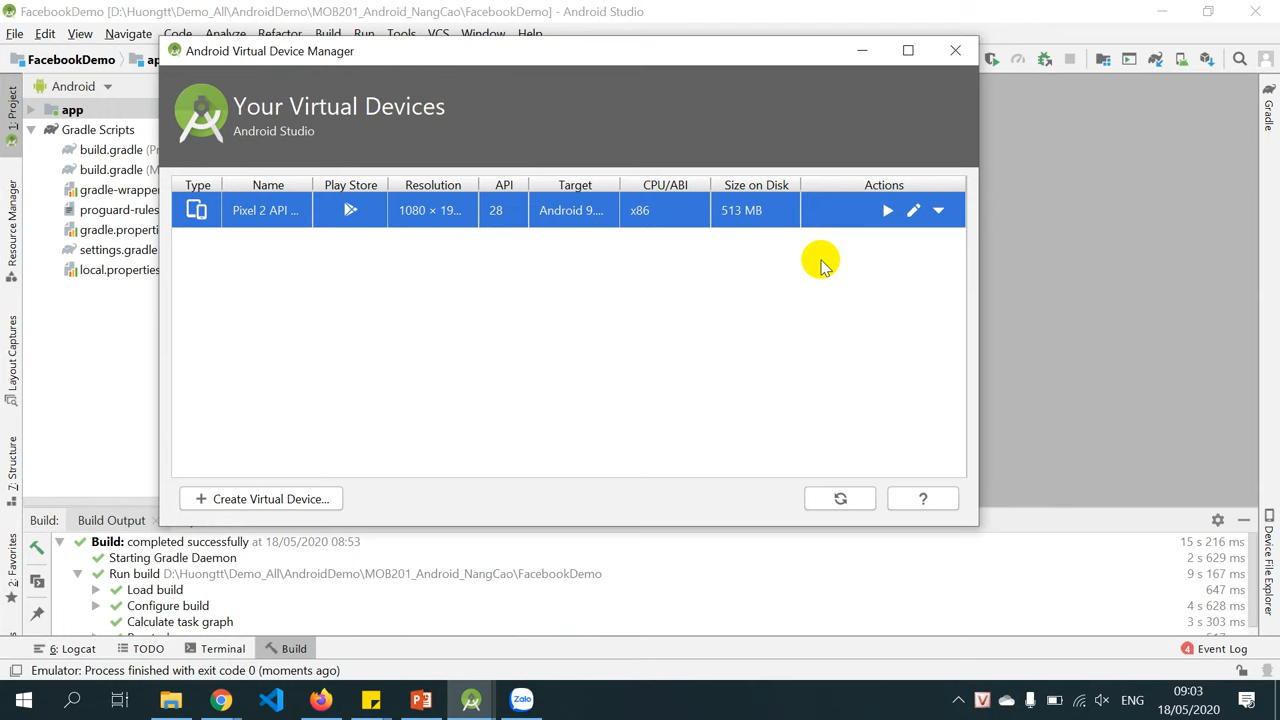 FacebookDemo [D:\Huongtt\Demo_All\AndroidDemo\MOB201_Android_NangCao\FacebookDemo] - Android Studio
File Edit View Navigate Code Analyze Refactor Build Run Tools VCS Window Help
FacebookDemo
Android Virtual Device Manager
Your Virtual Devices
Android Studio
1: Project
Resource Manager
Layout Captures
7: Structure
2: Favorites
Android
app
Gradle Scripts
build.gradle
build.gradle
gradle-wrapper
proguard-rules
gradle.properti
settings.gradle
local.properties
Type Name Play Store Resolution API Target CPU/ABI Size on Disk Actions
Pixel 2 API ... 1080 × 19... 28 Android 9.... x86 513 MB
+ Create Virtual Device...
?
Gradle
Device File Explorer
Build: Build Output
Build: completed successfully at 18/05/2020 08:53 15 s 216 ms
Starting Gradle Daemon 2 s 629 ms
Run build D:\Huongtt\Demo_All\AndroidDemo\MOB201_Android_NangCao\FacebookDemo 9 s 167 ms
Load build 647 ms
Configure build 4 s 628 ms
Calculate task graph 3 s 303 ms
6: Logcat TODO Terminal Build 4 Event Log
Emulator: Process finished with exit code 0 (moments ago)
Zalo
V
ENG
09:03
18/05/2020